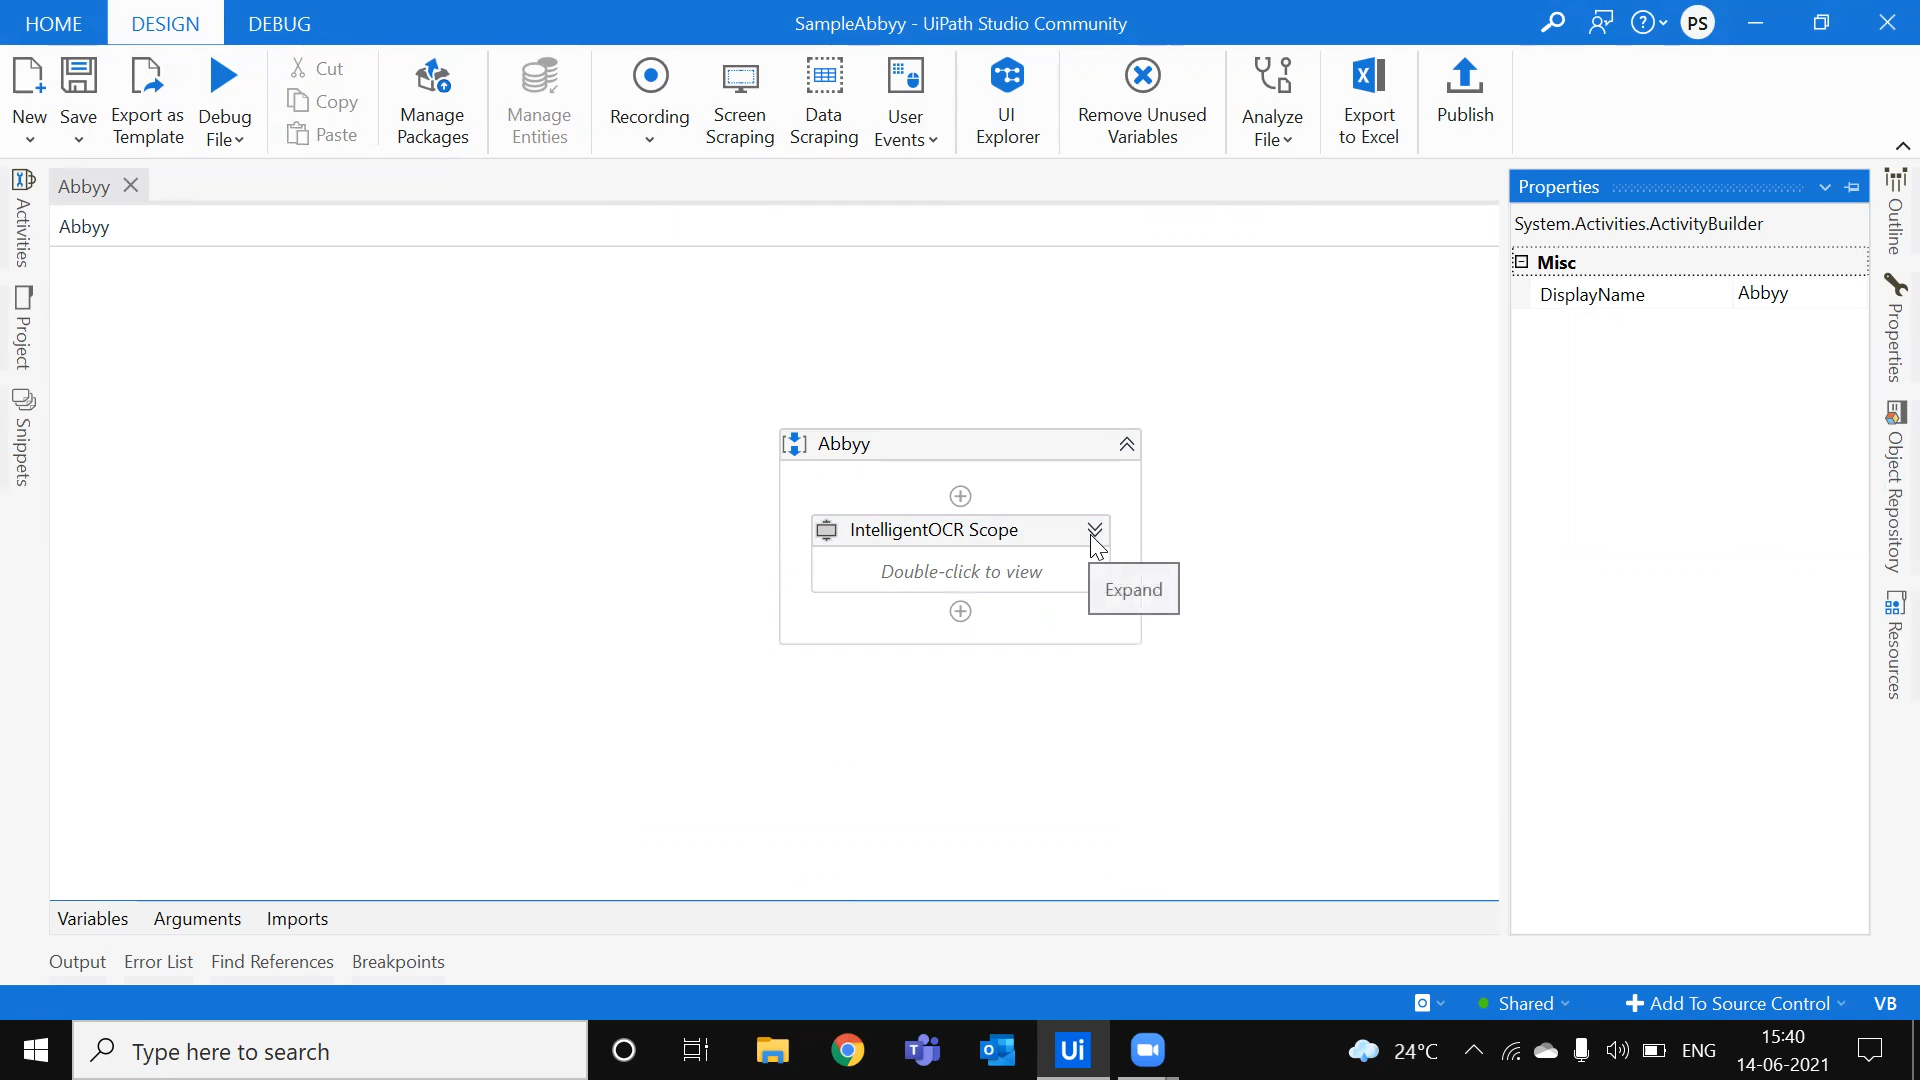 HOME DESIGN DEBUG SampleAbbyy - UiPath Studio Community PS
New Save Export as Template Debug File Cut Copy Paste Manage Packages Manage Entities Recording Screen Scraping Data Scraping User Events UI Explorer Remove Unused Variables Analyze File Export to Excel Publish
Abbyy
Abbyy
Activities
Project
Snippets
Abbyy
IntelligentOCR Scope
Double-click to view
Expand
Properties
System.Activities.ActivityBuilder
Misc
DisplayName Abbyy
Outline
Properties
Object Repository
Resources
Variables Arguments Imports
Output Error List Find References Breakpoints
Shared Add To Source Control VB
Type here to search
Ui
24°C ENG
15:40
14-06-2021